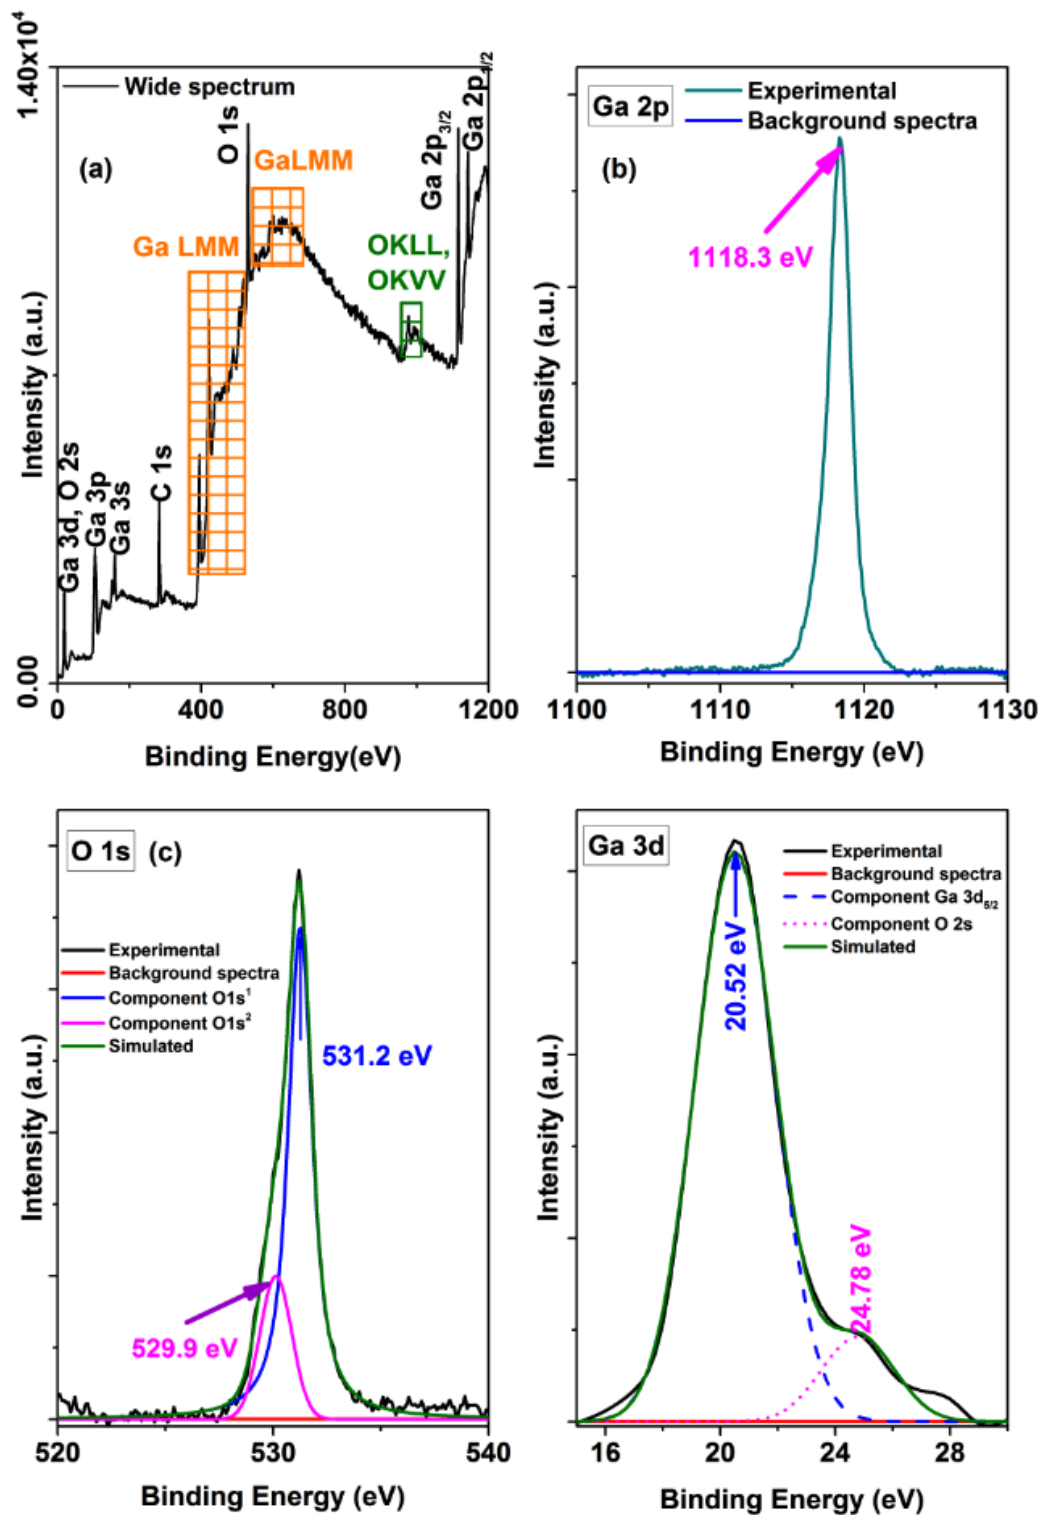 1.40x10⁴
Wide spectrum
(a)
O 1s
GaLMM
Ga LMM
OKLL,
OKVV
Ga 2p₃/₂
Ga 2p₁/₂
Ga 3d, O 2s
Ga 3p
Ga 3s
C 1s
Intensity (a.u.)
0.00
0
400
800
1200
Binding Energy(eV)
Ga 2p
Experimental
Background spectra
(b)
1118.3 eV
Intensity (a.u.)
1100
1110
1120
1130
Binding Energy (eV)
O 1s
(c)
Experimental
Background spectra
Component O1s¹
Component O1s²
Simulated
531.2 eV
529.9 eV
Intensity (a.u.)
520
530
540
Binding Energy (eV)
Ga 3d
Experimental
Background spectra
Component Ga 3d₅/₂
Component O 2s
Simulated
20.52 eV
24.78 eV
Intensity (a.u.)
16
20
24
28
Binding Energy (eV)